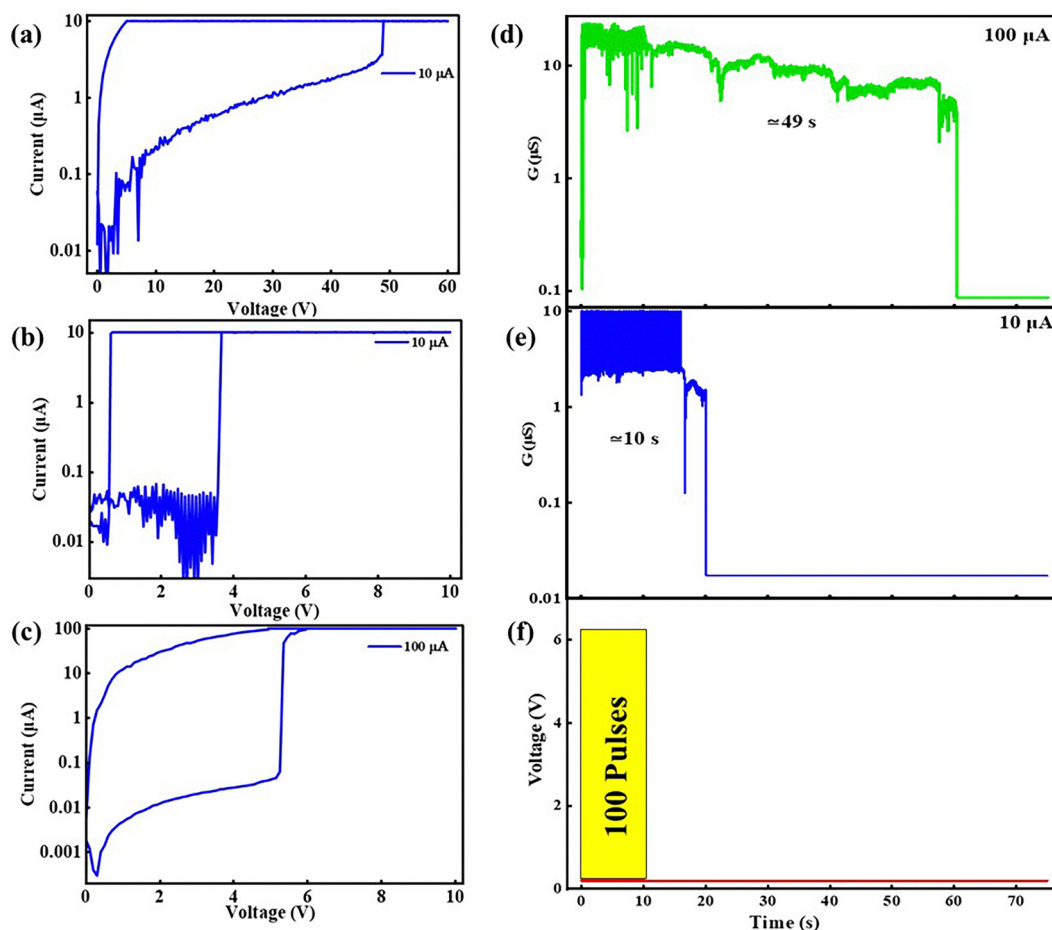 (a)
10
1
0.1
0.01
Current (µA)
10 µA
0 10 20 30 40 50 60
Voltage (V)
(b)
10
1
0.1
0.01
Current (µA)
10 µA
0 2 4 6 8 10
Voltage (V)
(c)
100
10
1
0.1
0.01
0.001
Current (µA)
100 µA
0 2 4 6 8 10
Voltage (V)
(d)
100 µA
10
1
0.1
G (µS)
≃49 s
(e)
10 µA
10
1
0.1
0.01
G (µS)
≃10 s
(f)
6
4
2
0
Voltage (V)
100 Pulses
0 10 20 30 40 50 60 70
Time (s)